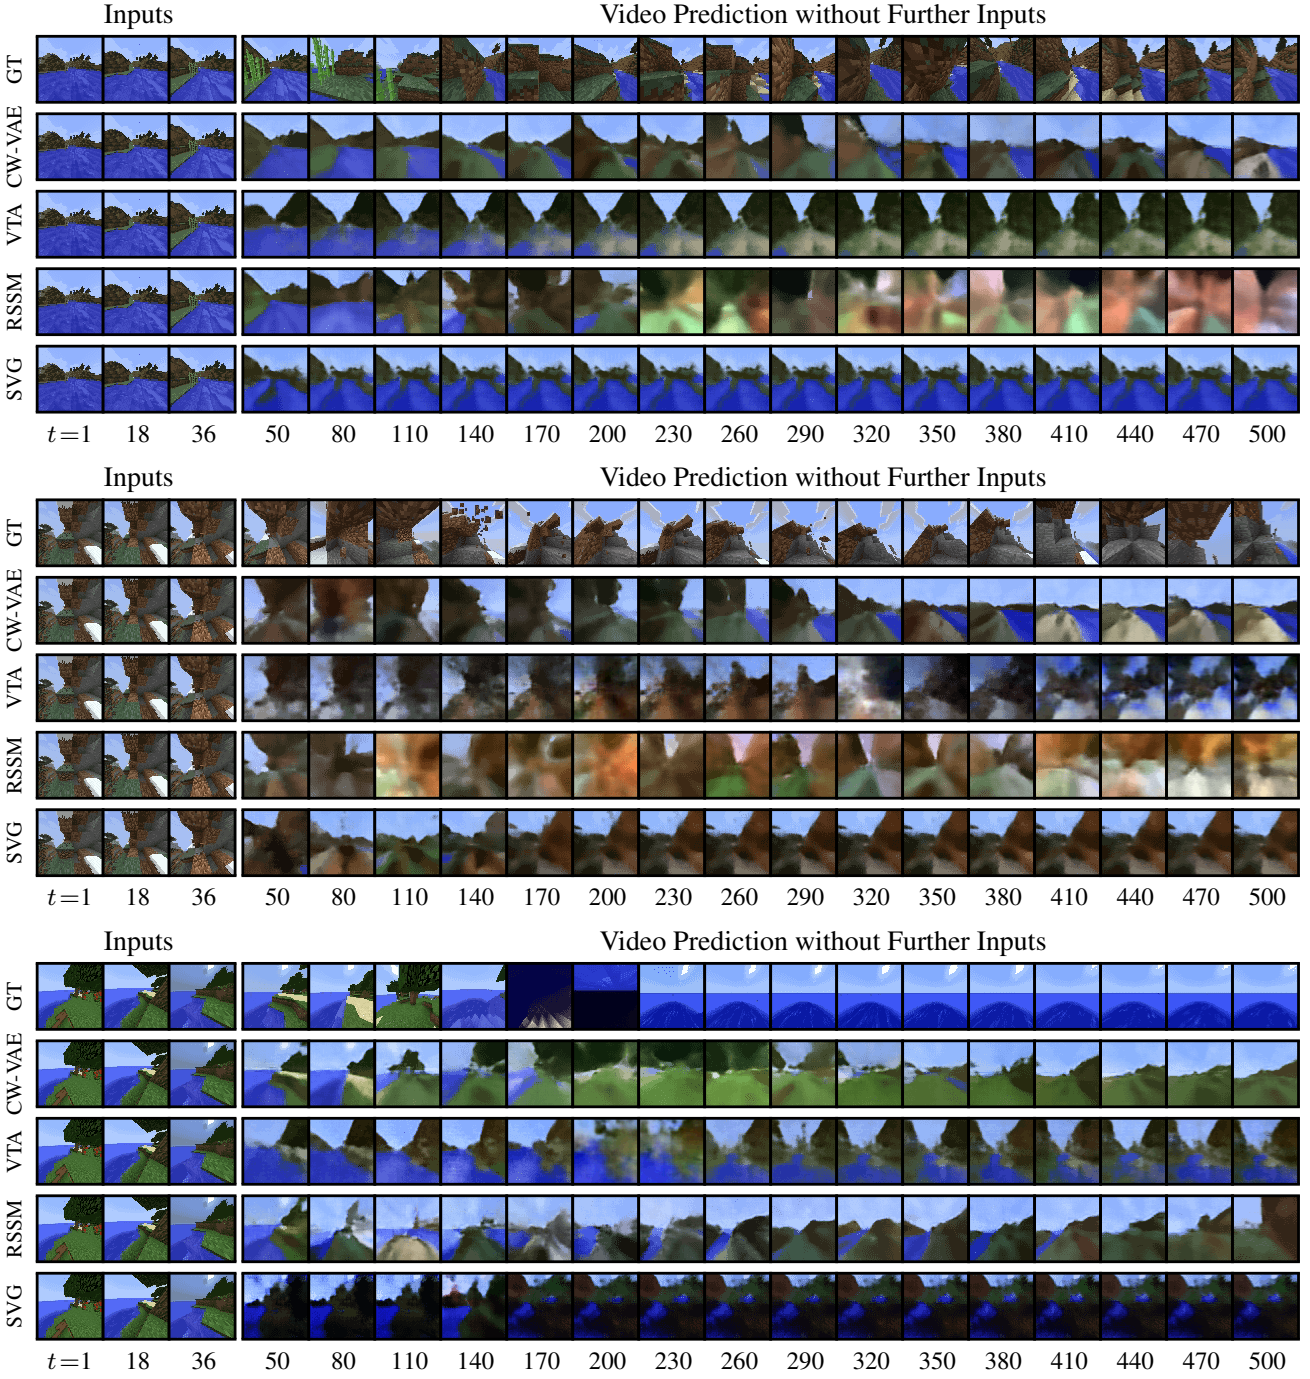 Inputs Video Prediction without Further Inputs
GT
CW-VAE
VTA
RSSM
SVG
t=1 18 36 50 80 110 140 170 200 230 260 290 320 350 380 410 440 470 500
Inputs Video Prediction without Further Inputs
GT
CW-VAE
VTA
RSSM
SVG
t=1 18 36 50 80 110 140 170 200 230 260 290 320 350 380 410 440 470 500
Inputs Video Prediction without Further Inputs
GT
CW-VAE
VTA
RSSM
SVG
t=1 18 36 50 80 110 140 170 200 230 260 290 320 350 380 410 440 470 500